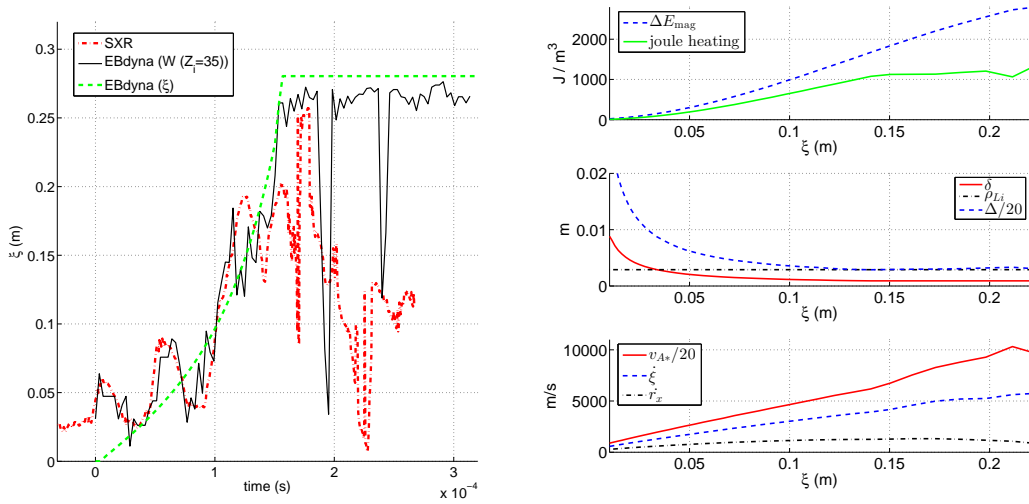 0.3
0.25
0.2
0.15
0.1
0.05
0
ξ (m)
SXR
EBdyna (W (Z_i=35))
EBdyna (ξ)
0 1 2 3
time (s)
x 10^-4
2000
1000
0
J / m^3
ΔE_mag
joule heating
0.05 0.1 0.15 0.2
ξ (m)
0.02
0.01
0
m
δ
ρ_Li
Δ/20
0.05 0.1 0.15 0.2
ξ (m)
10000
5000
0
m/s
v_A*/20
ξ̇
ṙ_x
0.05 0.1 0.15 0.2
ξ (m)